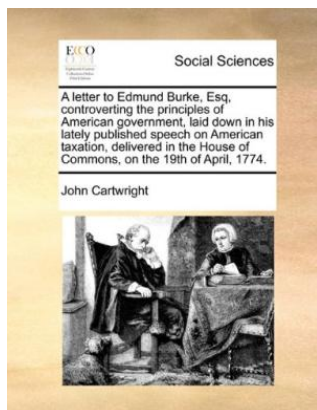 ECCO
Social Sciences
A letter to Edmund Burke, Esq,
controverting the principles of
American government, laid down in his
lately published speech on American
taxation, delivered in the House of
Commons, on the 19th of April, 1774.
John Cartwright